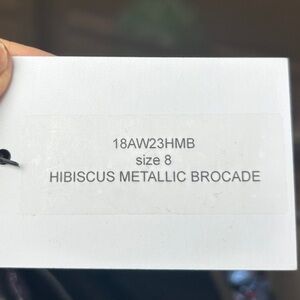 18AW23HMB
size 8
HIBISCUS METALLIC BROCADE